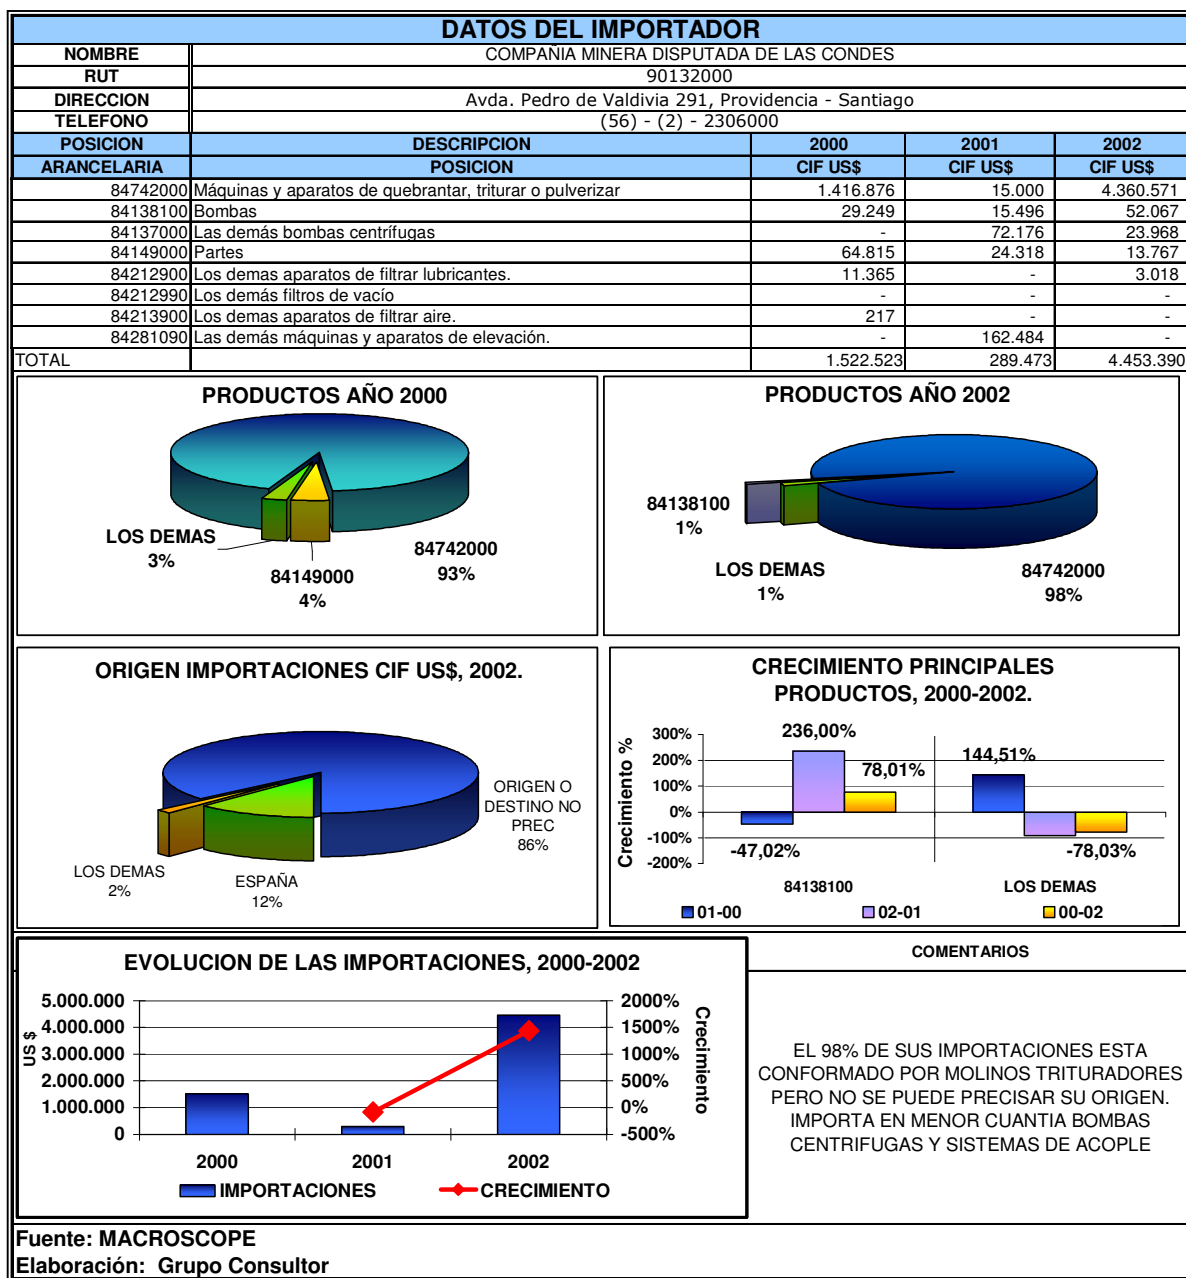 DATOS DEL IMPORTADOR
NOMBRE COMPAÑIA MINERA DISPUTADA DE LAS CONDES
RUT 90132000
DIRECCION Avda. Pedro de Valdivia 291, Providencia - Santiago
TELEFONO (56) - (2) - 2306000
POSICION DESCRIPCION 2000 2001 2002
ARANCELARIA POSICION CIF US$ CIF US$ CIF US$
84742000 Máquinas y aparatos de quebrantar, triturar o pulverizar 1.416.876 15.000 4.360.571
84138100 Bombas 29.249 15.496 52.067
84137000 Las demás bombas centrífugas - 72.176 23.968
84149000 Partes 64.815 24.318 13.767
84212900 Los demas aparatos de filtrar lubricantes. 11.365 - 3.018
84212990 Los demás filtros de vacío - - -
84213900 Los demas aparatos de filtrar aire. 217 - -
84281090 Las demás máquinas y aparatos de elevación. - 162.484 -
TOTAL 1.522.523 289.473 4.453.390
PRODUCTOS AÑO 2000
LOS DEMAS
3%
84149000
4%
84742000
93%
PRODUCTOS AÑO 2002
84138100
1%
LOS DEMAS
1%
84742000
98%
ORIGEN IMPORTACIONES CIF US$, 2002.
ORIGEN O
DESTINO NO
PREC
86%
LOS DEMAS
2%
ESPAÑA
12%
CRECIMIENTO PRINCIPALES
PRODUCTOS, 2000-2002.
Crecimiento %
300%
200%
100%
0%
-100%
-200%
236,00%
78,01%
-47,02%
144,51%
-78,03%
84138100 LOS DEMAS
01-00 02-01 00-02
EVOLUCION DE LAS IMPORTACIONES, 2000-2002
US $
5.000.000
4.000.000
3.000.000
2.000.000
1.000.000
0
2000%
1500%
1000%
500%
0%
-500%
Crecimiento
2000 2001 2002
IMPORTACIONES CRECIMIENTO
COMENTARIOS
EL 98% DE SUS IMPORTACIONES ESTA
CONFORMADO POR MOLINOS TRITURADORES
PERO NO SE PUEDE PRECISAR SU ORIGEN.
IMPORTA EN MENOR CUANTIA BOMBAS
CENTRIFUGAS Y SISTEMAS DE ACOPLE
Fuente: MACROSCOPE
Elaboración: Grupo Consultor